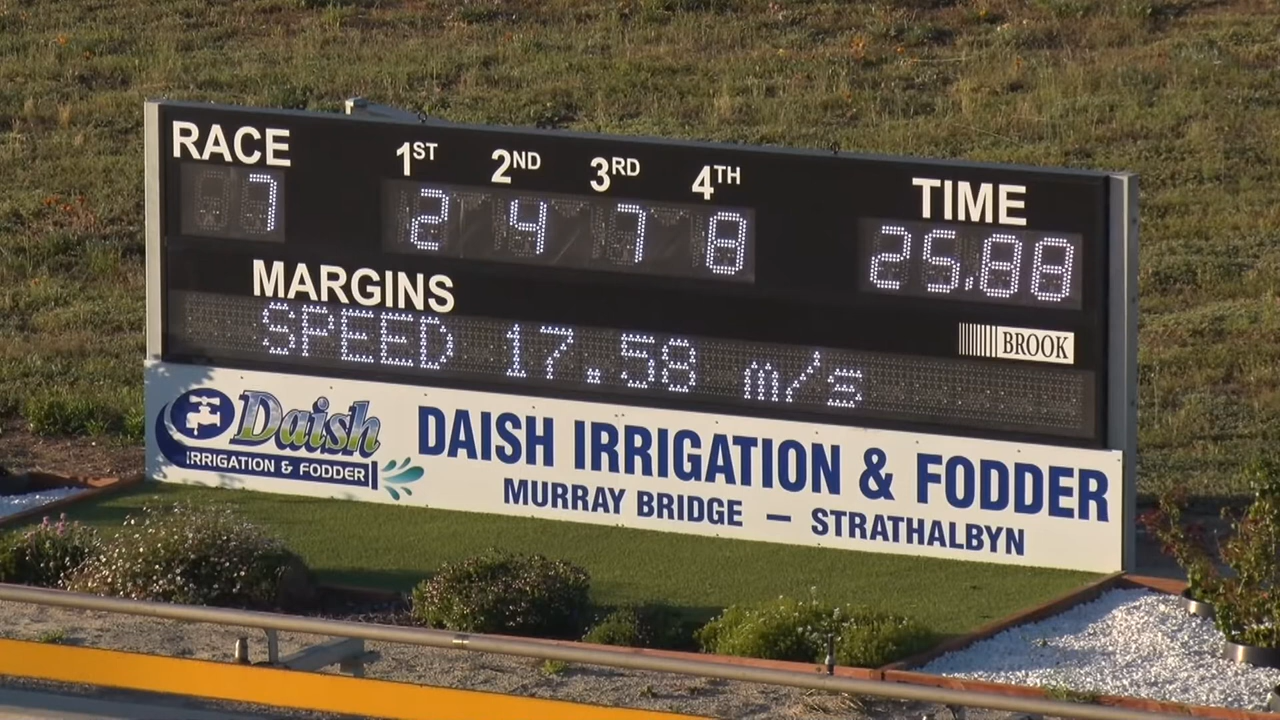 RACE 1ST 2ND 3RD 4TH TIME
7 2 4 7 8 25.88
MARGINS
SPEED 17.58 m/s
BROOK
Daish
IRRIGATION & FODDER
DAISH IRRIGATION & FODDER
MURRAY BRIDGE – STRATHALBYN